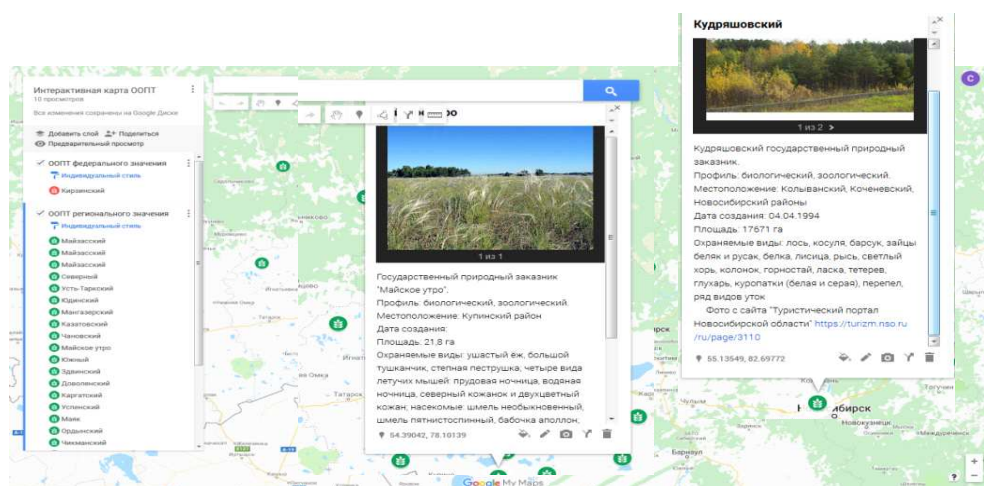 Интерактивная карта ООПТ
10 просмотров
Все изменения сохранены на Google Диске
Добавить слой Поделиться
Предварительный просмотр
ООПТ федерального значения
Индивидуальный стиль
Кирзинский
ООПТ регионального значения
Индивидуальный стиль
Майзасский
Майзасский
Майзасский
Северный
Усть-Таркский
Юдинский
Мангазерский
Казатовский
Чановский
Майское утро
Южный
Здвинский
Доволенский
Каргатский
Успенский
Маяк
Ордынский
Чикманский
1 из 1
Государственный природный заказник
"Майское утро".
Профиль: биологический, зоологический.
Местоположение: Купинский район
Дата создания:
Площадь: 21,8 га
Охраняемые виды: ушастый ёж, большой
тушканчик, степная пеструшка, четыре вида
летучих мышей: прудовая ночница, водяная
ночница, северный кожанок и двухцветный
кожан; насекомые: шмель необыкновенный,
шмель пятнистоспинный, бабочка аполлон,
54.39042, 78.10139
Кудряшовский
1 из 2 >
Кудряшовский государственный природный
заказник.
Профиль: биологический, зоологический.
Местоположение: Колыванский, Коченевский,
Новосибирский районы
Дата создания: 04.04.1994
Площадь: 17671 га
Охраняемые виды: лось, косуля, барсук, зайцы
беляк и русак, белка, лисица, рысь, светлый
хорь, колонок, горностай, ласка, тетерев,
глухарь, куропатки (белая и серая), перепел,
ряд видов уток
Фото с сайта "Туристический портал
Новосибирской области" https://turizm.nso.ru
/ru/page/3110
55.13549, 82.69772
C
Татарск
Чулым
Тогучин
Новокузнецк
Междуреченск
Барнаул
Google My Maps